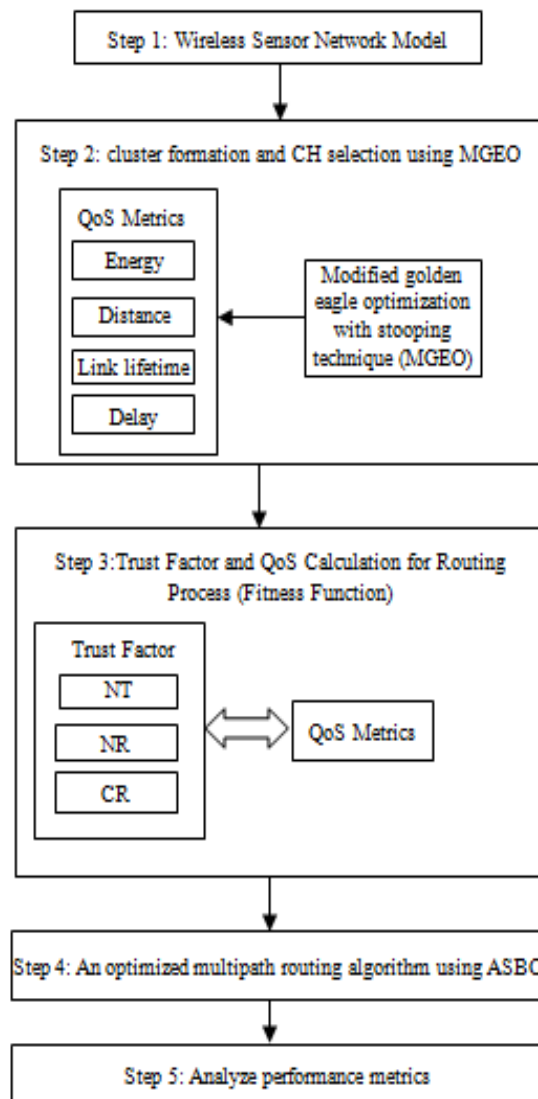 Step 1: Wireless Sensor Network Model
Step 2: cluster formation and CH selection using MGEO
QoS Metrics
Energy
Distance
Link lifetime
Delay
Modified golden
eagle optimization
with stooping
technique (MGEO)
Step 3:Trust Factor and QoS Calculation for Routing
Process (Fitness Function)
Trust Factor
NT
NR
CR
QoS Metrics
Step 4: An optimized multipath routing algorithm using ASBO
Step 5: Analyze performance metrics